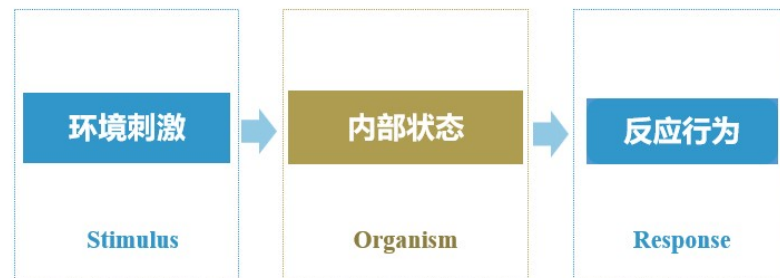 环境刺激
内部状态
反应行为
Stimulus
Organism
Response